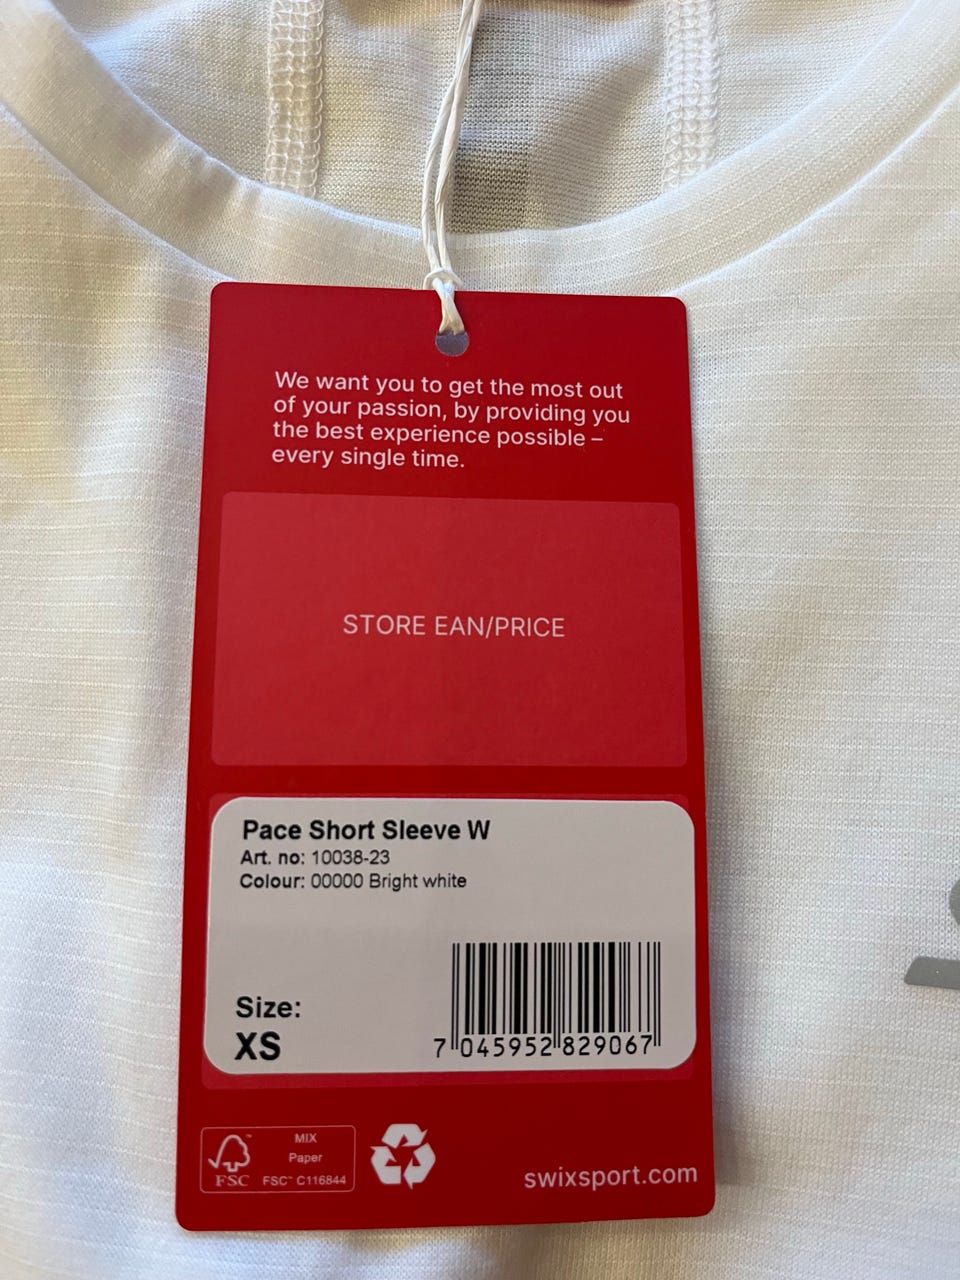 We want you to get the most out
of your passion, by providing you
the best experience possible –
every single time.
STORE EAN/PRICE
Pace Short Sleeve W
Art. no: 10038-23
Colour: 00000 Bright white
Size:
XS
7 045952 829067
MIX
Paper
FSC™ C116844
FSC
swixsport.com